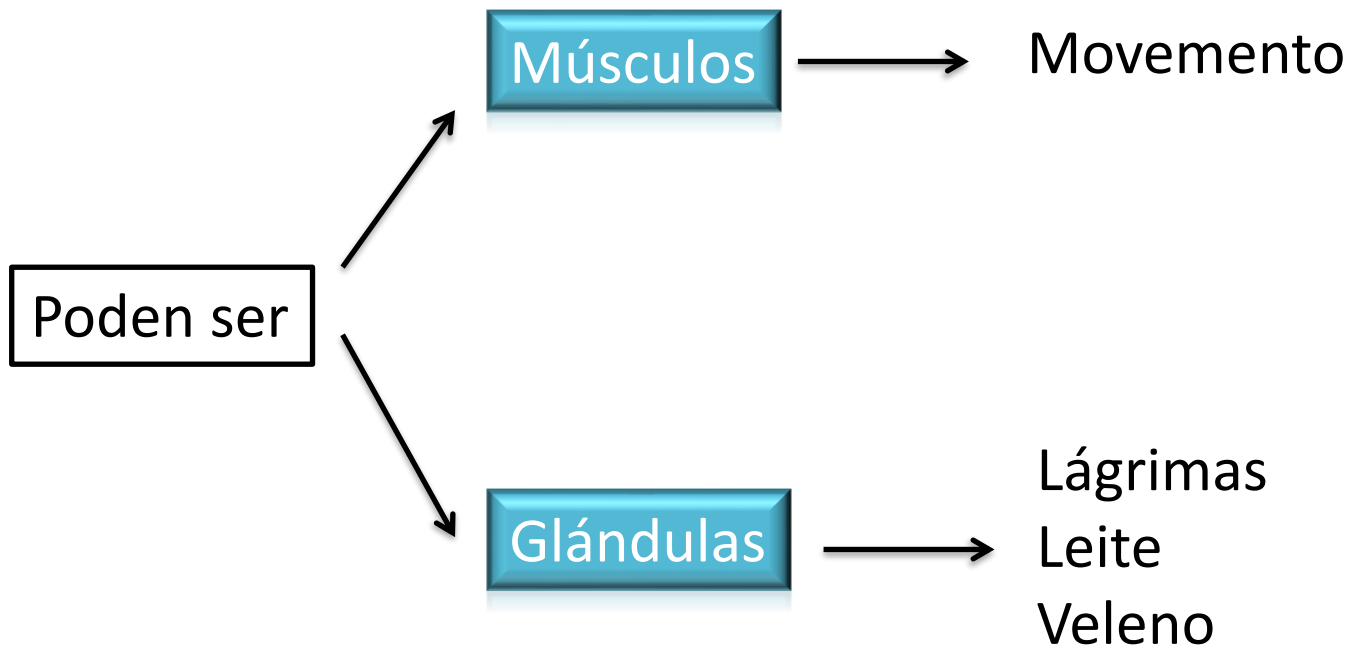 Músculos
Movemento
Poden ser
Glándulas
Lágrimas
Leite
Veleno